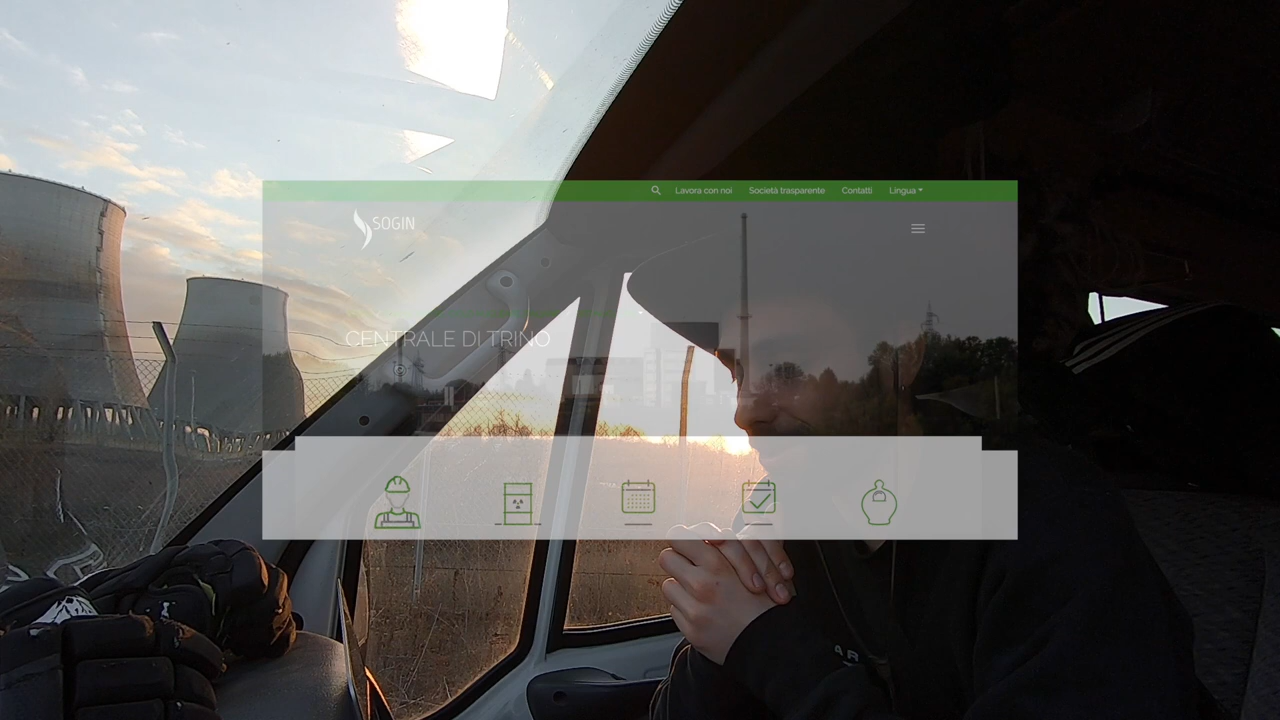 Lavora con noi Società trasparente Contatti Lingua
SOGIN
CENTRALE DI TRINO